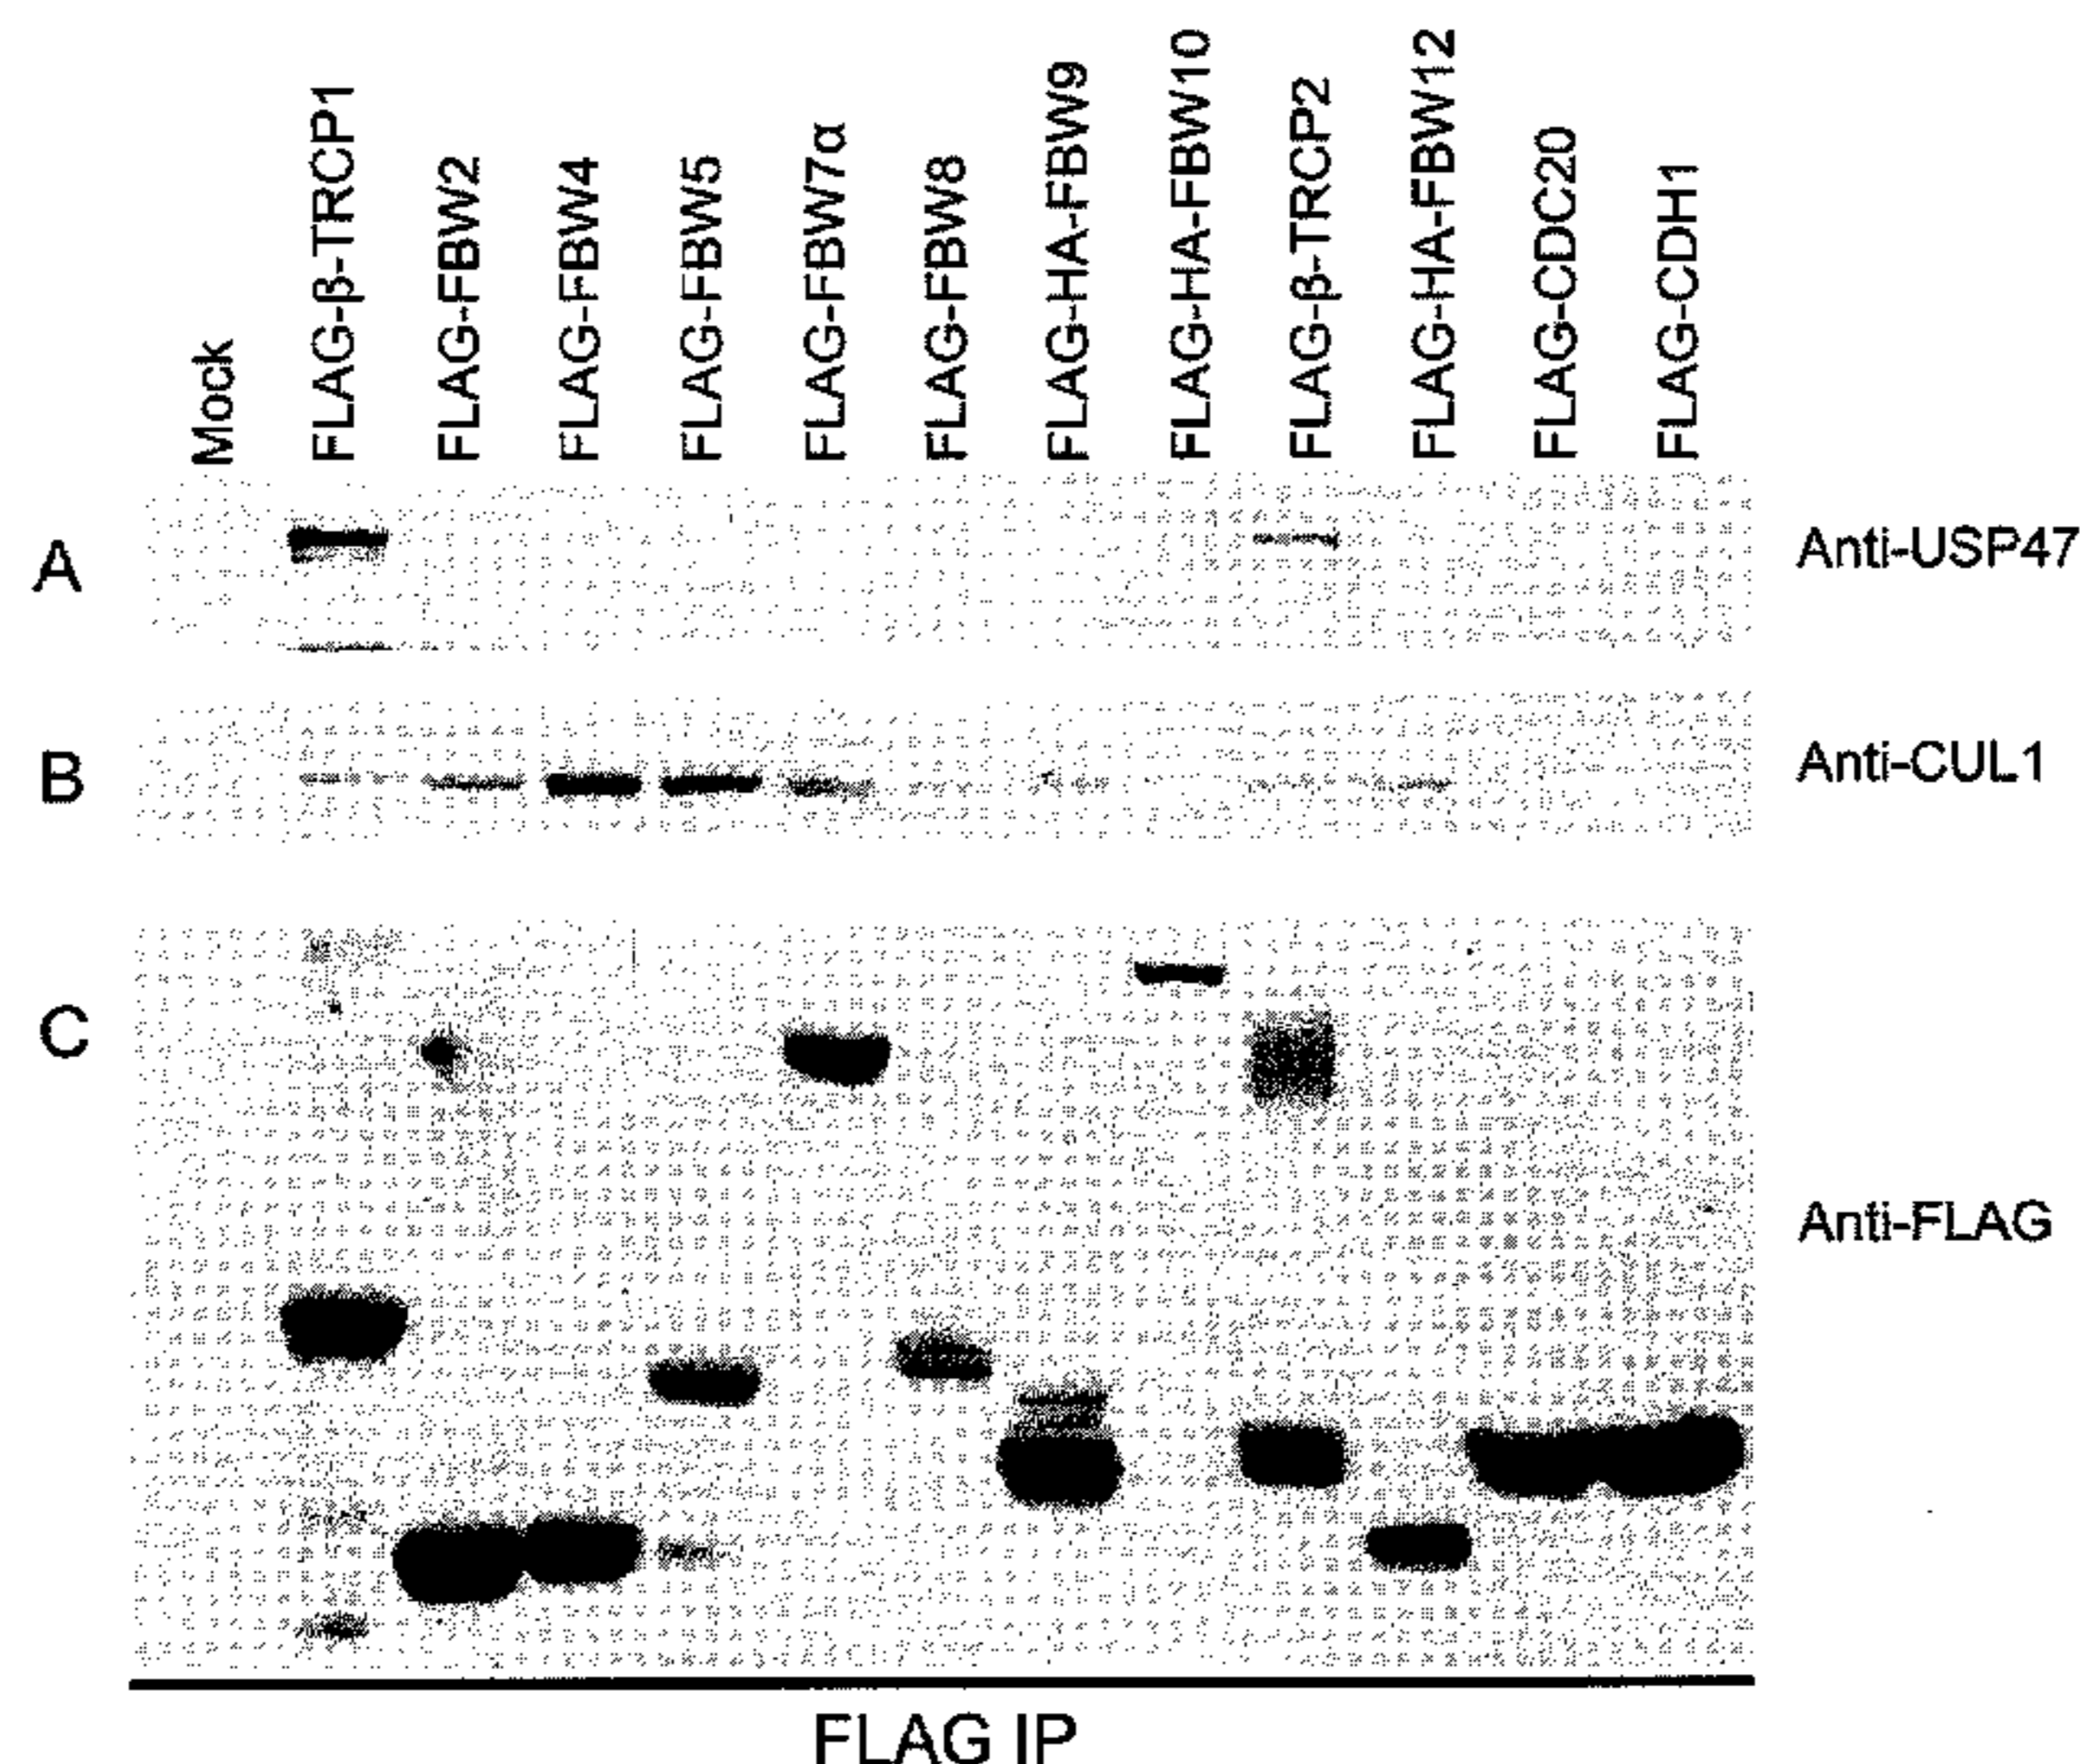 Mock
FLAG-β-TRCP1
FLAG-FBW2
FLAG-FBW4
FLAG-FBW5
FLAG-FBW7α
FLAG-FBW8
FLAG-HA-FBW9
FLAG-HA-FBW10
FLAG-β-TRCP2
FLAG-HA-FBW12
FLAG-CDC20
FLAG-CDH1
A
Anti-USP47
B
Anti-CUL1
C
Anti-FLAG
FLAG IP